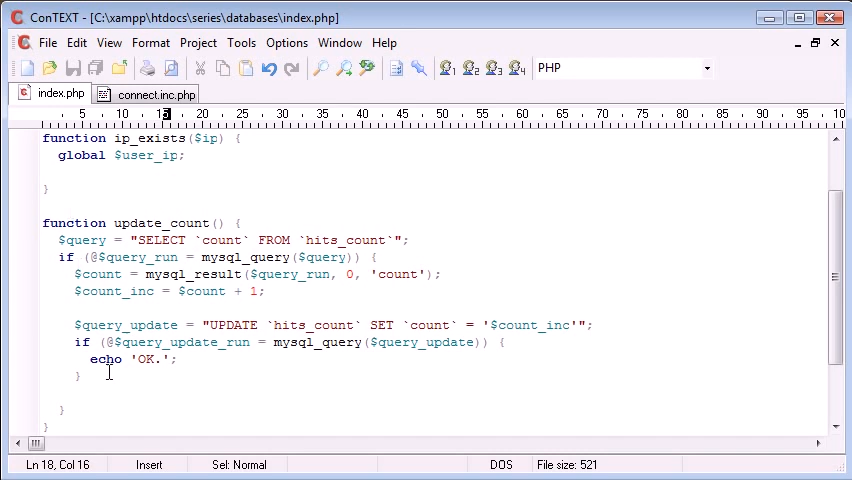 ConTEXT - [C:\xampp\htdocs\series\databases\index.php]
File Edit View Format Project Tools Options Window Help
1 2 3 4 PHP
index.php connect.inc.php
5 10 15 20 25 30 35 40 45 50 55 60 65 70 75 80 85 90 95 10
function ip_exists($ip) {
global $user_ip;
}
function update_count() {
$query = "SELECT `count` FROM `hits_count`";
if (@$query_run = mysql_query($query)) {
$count = mysql_result($query_run, 0, 'count');
$count_inc = $count + 1;
$query_update = "UPDATE `hits_count` SET `count` = '$count_inc'";
if (@$query_update_run = mysql_query($query_update)) {
echo 'OK.';
}
}
}
Ln 18, Col 16 Insert Sel: Normal DOS File size: 521